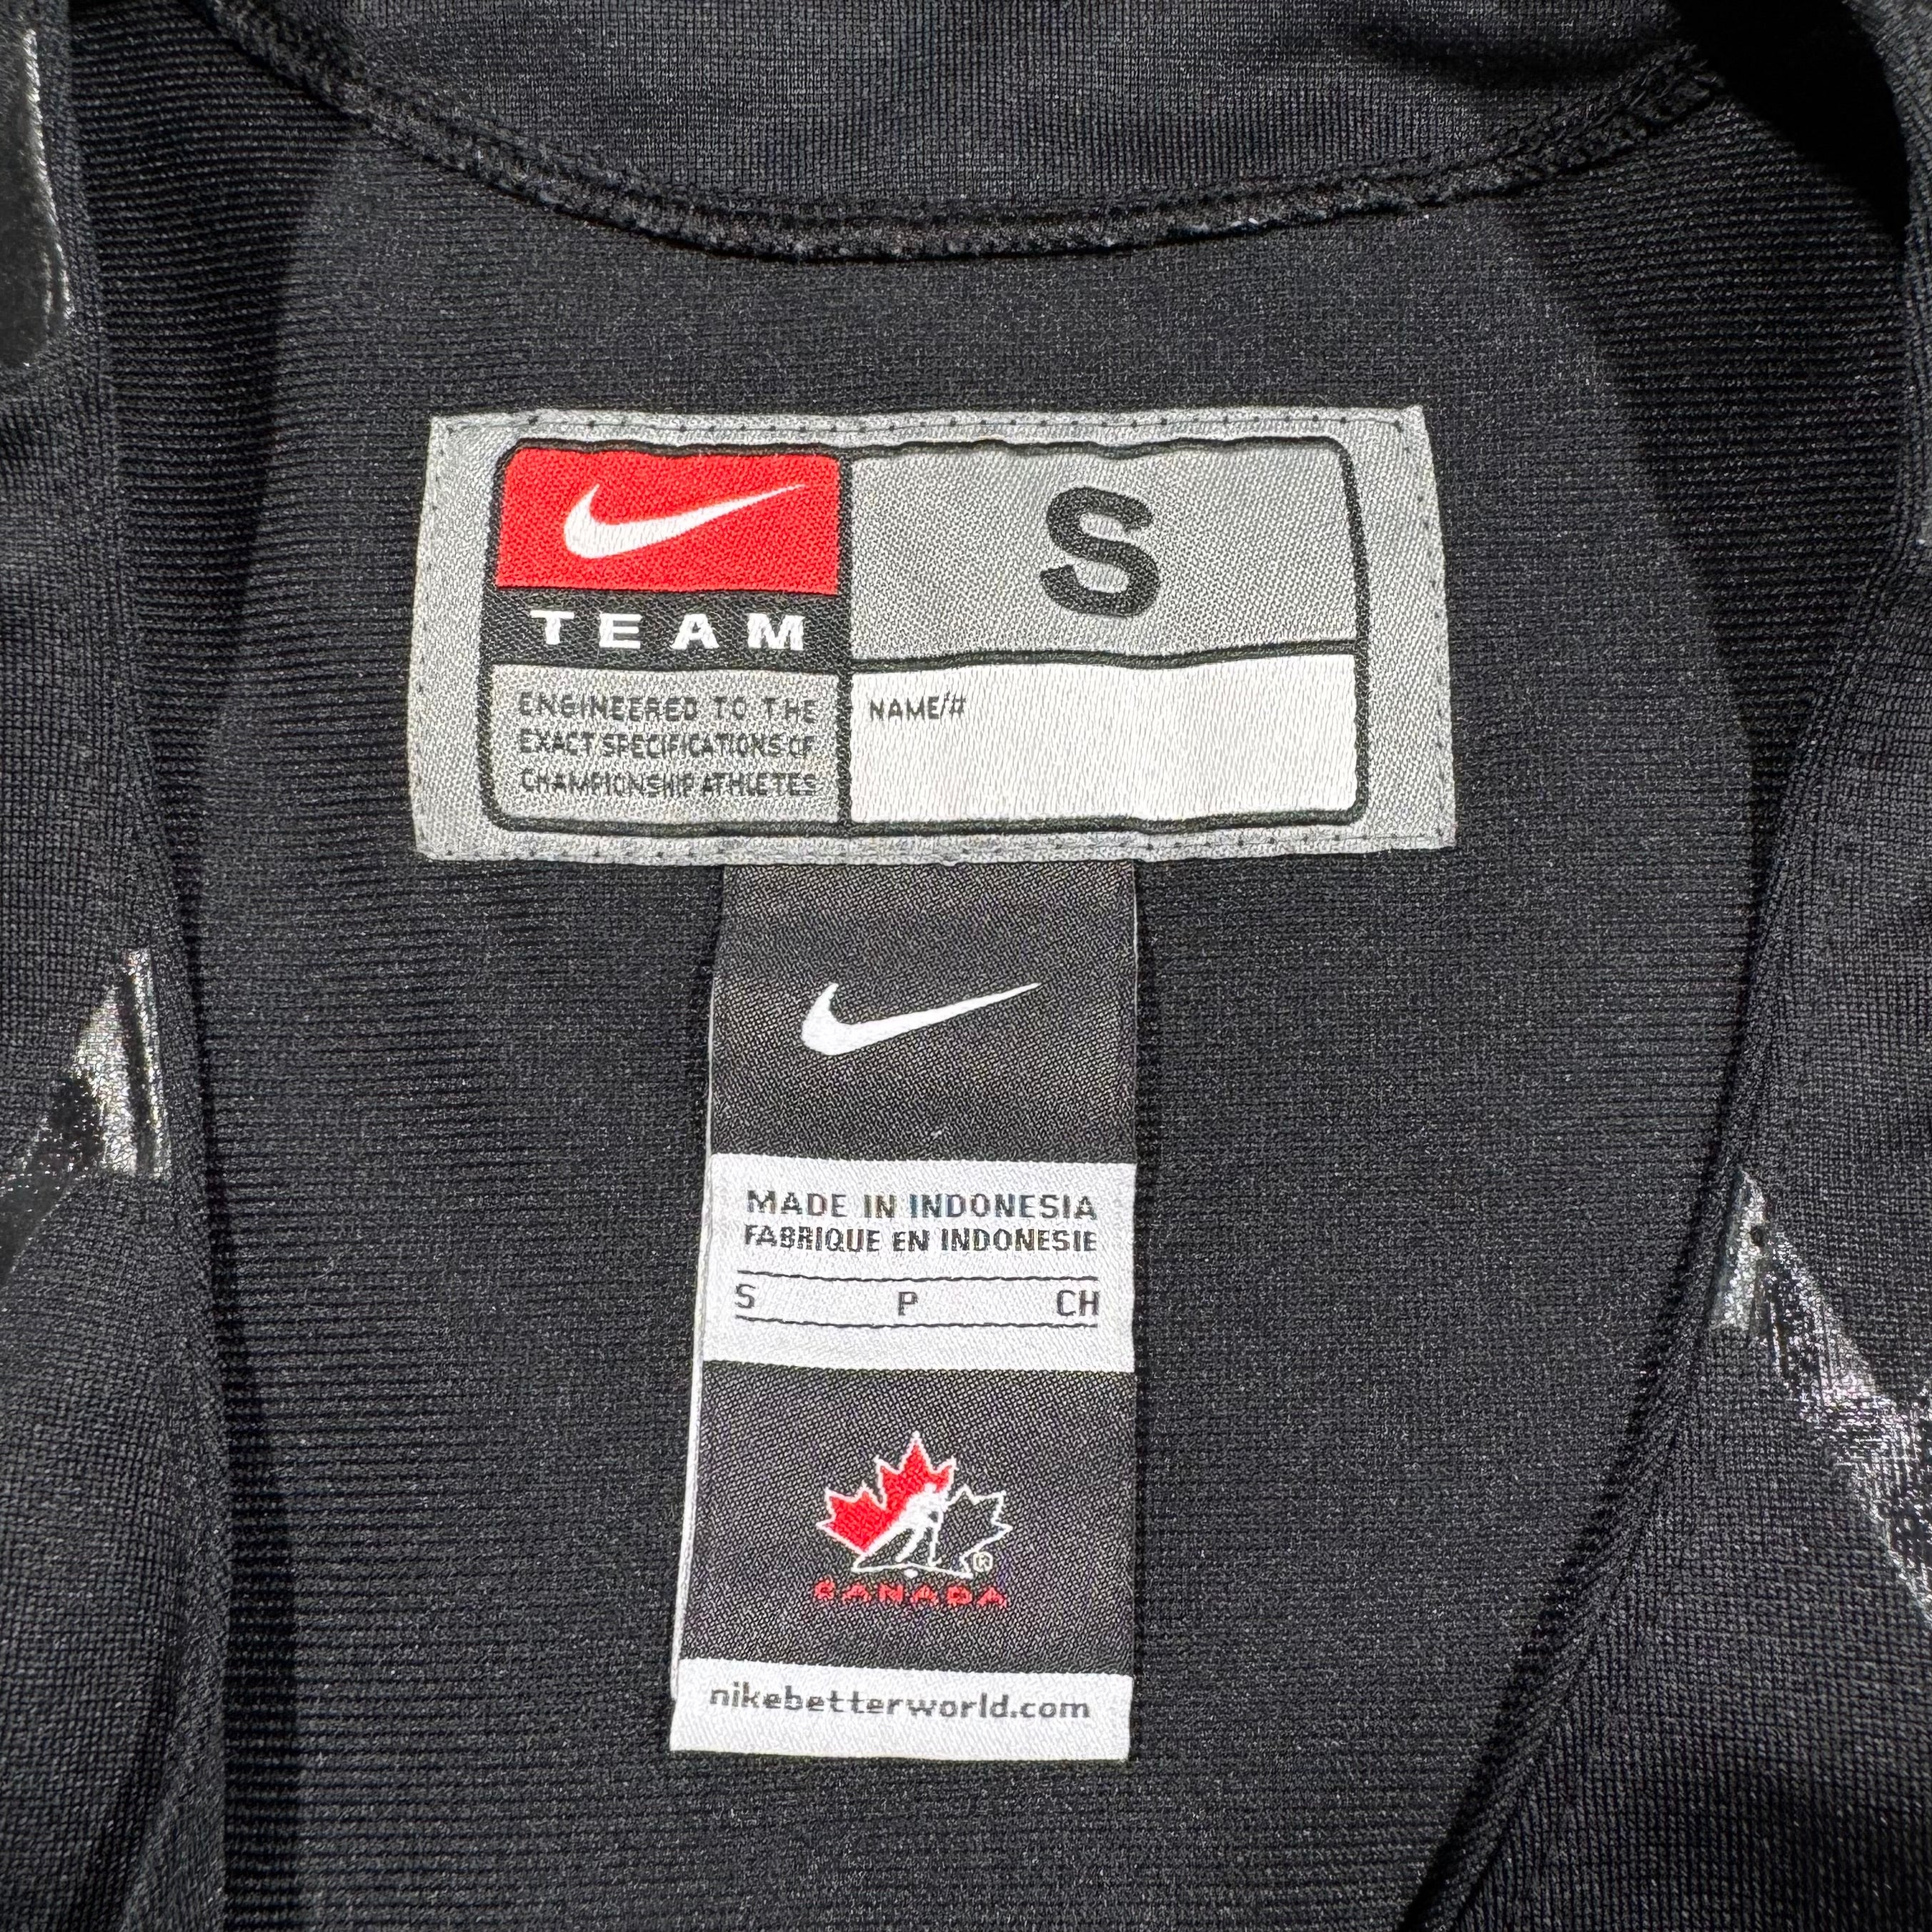 S
TEAM
ENGINEERED TO THE
EXACT SPECIFICATIONS OF
CHAMPIONSHIP ATHLETES
NAME/#
MADE IN INDONESIA
FABRIQUE EN INDONESIE
S P CH
®
CANADA
nikebetterworld.com